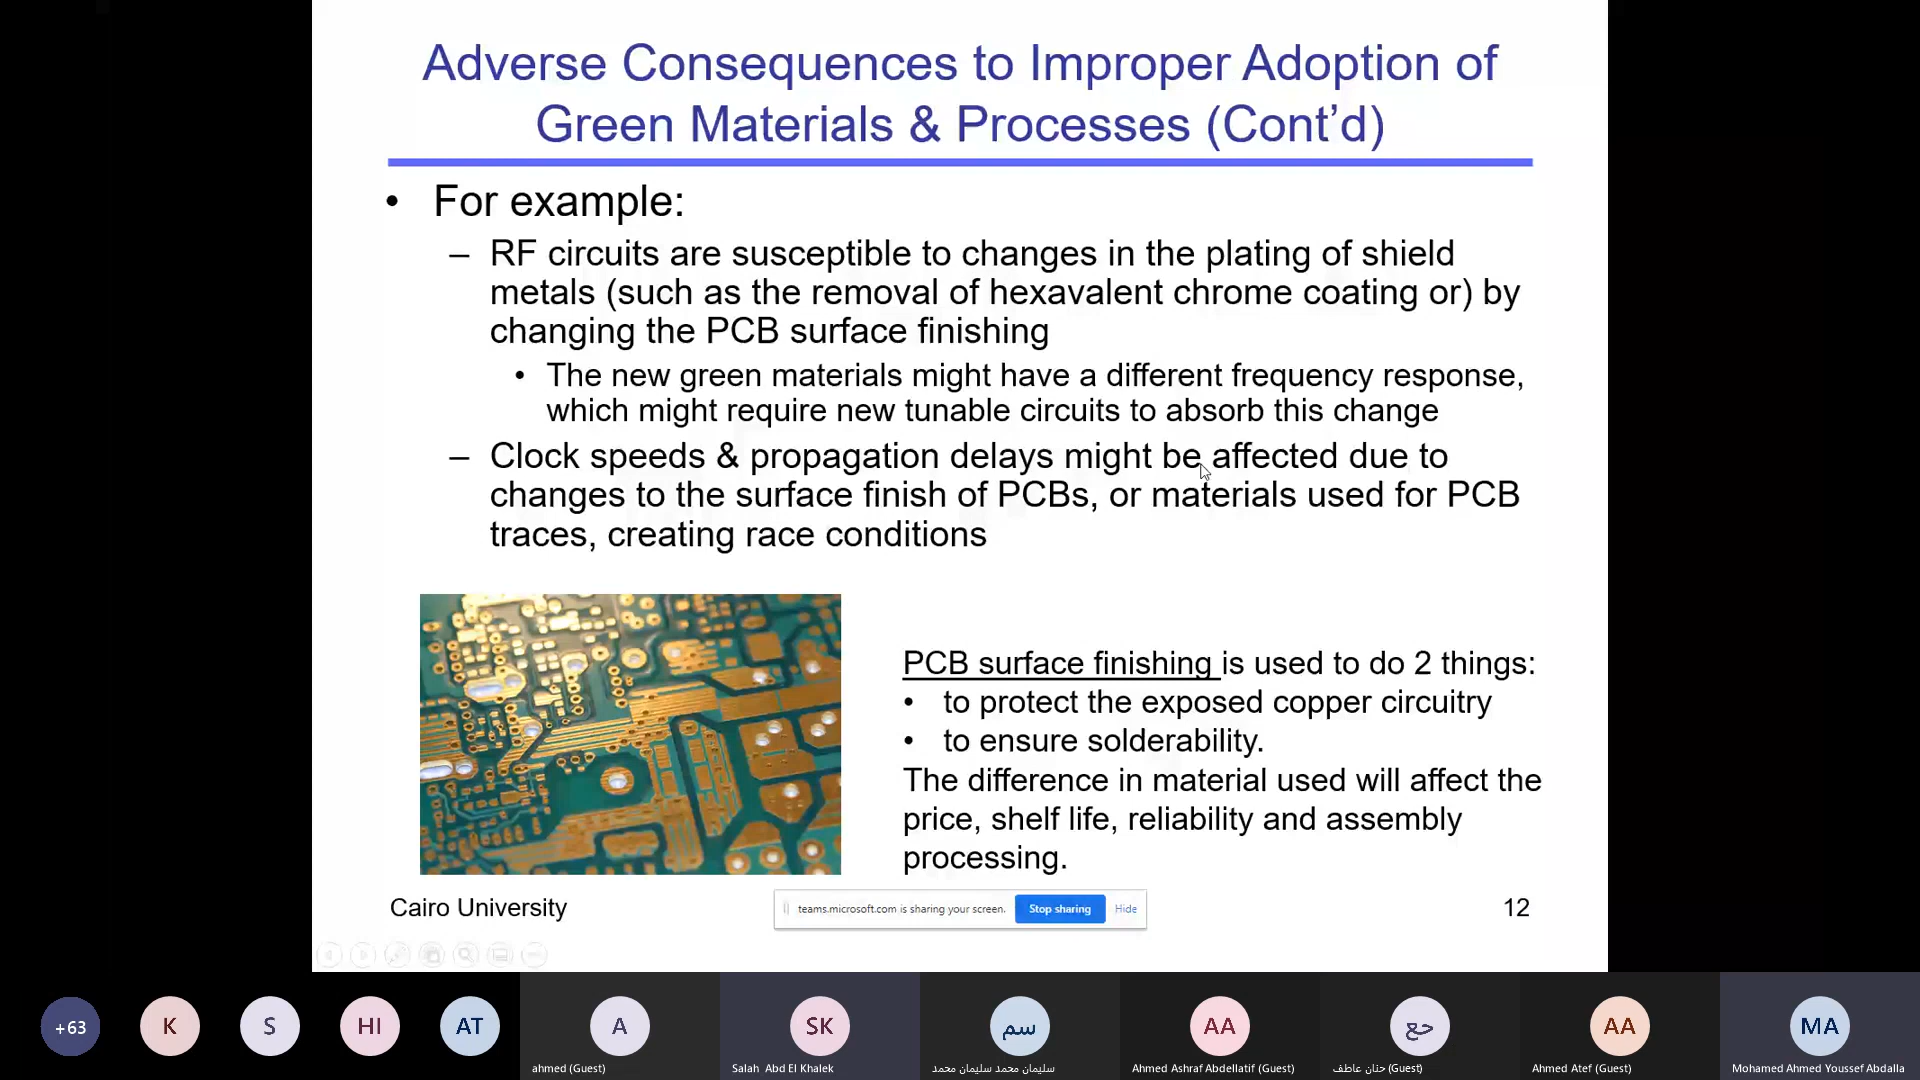 Adverse Consequences to Improper Adoption of
Green Materials & Processes (Cont’d)
• For example:
– RF circuits are susceptible to changes in the plating of shield
metals (such as the removal of hexavalent chrome coating or) by
changing the PCB surface finishing
• The new green materials might have a different frequency response,
which might require new tunable circuits to absorb this change
– Clock speeds & propagation delays might be affected due to
changes to the surface finish of PCBs, or materials used for PCB
traces, creating race conditions
PCB surface finishing is used to do 2 things:
• to protect the exposed copper circuitry
• to ensure solderability.
The difference in material used will affect the
price, shelf life, reliability and assembly
processing.
Cairo University
teams.microsoft.com is sharing your screen. Stop sharing Hide
12
+63 K S HI AT A SK سم AA حع AA MA
ahmed (Guest)
Salah Abd El Khalek
سليمان محمد سليمان محمد
Ahmed Ashraf Abdellatif (Guest)
حنان عاطف (Guest)
Ahmed Atef (Guest)
Mohamed Ahmed Youssef Abdalla